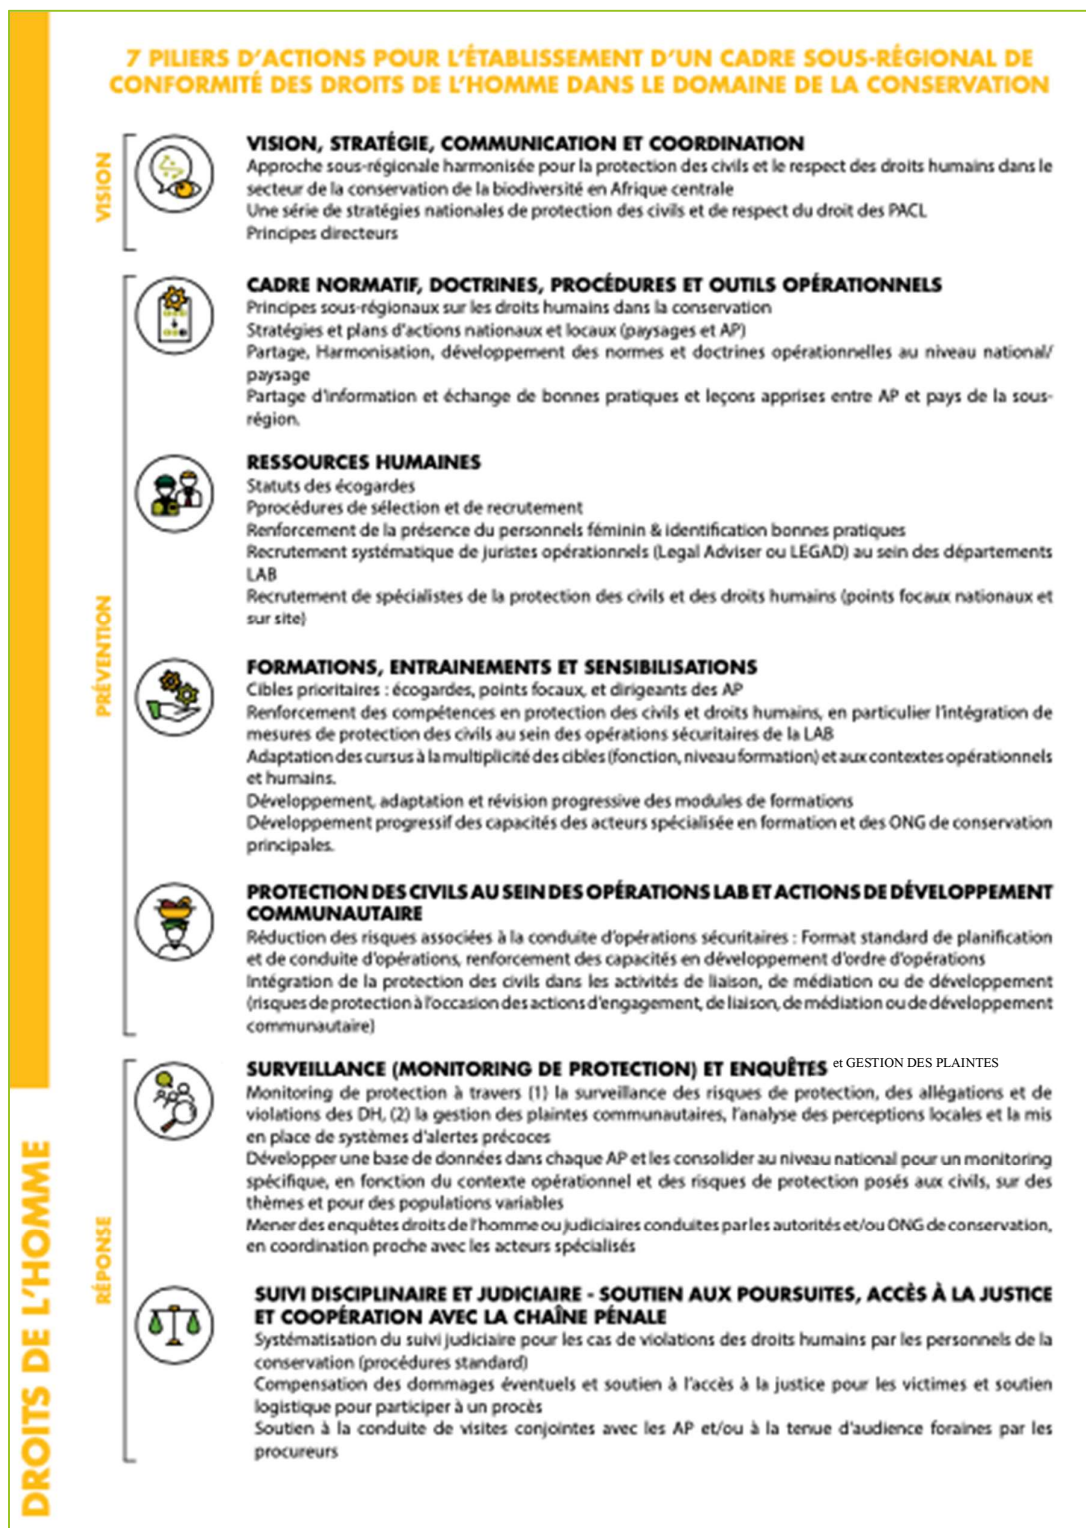 7 PILIERS D'ACTIONS POUR L'ÉTABLISSEMENT D'UN CADRE SOUS-RÉGIONAL DE
CONFORMITÉ DES DROITS DE L'HOMME DANS LE DOMAINE DE LA CONSERVATION
VISION
VISION, STRATÉGIE, COMMUNICATION ET COORDINATION
Approche sous-régionale harmonisée pour la protection des civils et le respect des droits humains dans le
secteur de la conservation de la biodiversité en Afrique centrale
Une série de stratégies nationales de protection des civils et de respect du droit des PACL
Principes directeurs
PRÉVENTION
CADRE NORMATIF, DOCTRINES, PROCÉDURES ET OUTILS OPÉRATIONNELS
Principes sous-régionaux sur les droits humains dans la conservation
Stratégies et plans d'actions nationaux et locaux (paysages et AP)
Partage, Harmonisation, développement des normes et doctrines opérationnelles au niveau national/
paysage
Partage d'information et échange de bonnes pratiques et leçons apprises entre AP et pays de la sous-
région.
RESSOURCES HUMAINES
Statuts des écogardes
Pprocédures de sélection et de recrutement
Renforcement de la présence du personnels féminin & identification bonnes pratiques
Recrutement systématique de juristes opérationnels (Legal Adviser ou LEGAD) au sein des départements
LAB
Recrutement de spécialistes de la protection des civils et des droits humains (points focaux nationaux et
sur site)
FORMATIONS, ENTRAINEMENTS ET SENSIBILISATIONS
Cibles prioritaires : écogardes, points focaux, et dirigeants des AP
Renforcement des compétences en protection des civils et droits humains, en particulier l'intégration de
mesures de protection des civils au sein des opérations sécuritaires de la LAB
Adaptation des cursus à la multiplicité des cibles (fonction, niveau formation) et aux contextes opérationnels
et humains.
Développement, adaptation et révision progressive des modules de formations
Développement progressif des capacités des acteurs spécialisée en formation et des ONG de conservation
principales.
PROTECTION DES CIVILS AU SEIN DES OPÉRATIONS LAB ET ACTIONS DE DÉVELOPPEMENT
COMMUNAUTAIRE
Réduction des risques associées à la conduite d'opérations sécuritaires : Format standard de planification
et de conduite d'opérations, renforcement des capacités en développement d'ordre d'opérations
Intégration de la protection des civils dans les activités de liaison, de médiation ou de développement
(risques de protection à l'occasion des actions d'engagement, de liaison, de médiation ou de développement
communautaire)
RÉPONSE
SURVEILLANCE (MONITORING DE PROTECTION) ET ENQUÊTES et GESTION DES PLAINTES
Monitoring de protection à travers (1) la surveillance des risques de protection, des allégations et de
violations des DH, (2) la gestion des plaintes communautaires, l'analyse des perceptions locales et la mis
en place de systèmes d'alertes précoces
Développer une base de données dans chaque AP et les consolider au niveau national pour un monitoring
spécifique, en fonction du contexte opérationnel et des risques de protection posés aux civils, sur des
thèmes et pour des populations variables
Mener des enquêtes droits de l'homme ou judiciaires conduites par les autorités et/ou ONG de conservation,
en coordination proche avec les acteurs spécialisés
SUIVI DISCIPLINAIRE ET JUDICIAIRE - SOUTIEN AUX POURSUITES, ACCÈS À LA JUSTICE
ET COOPÉRATION AVEC LA CHAÎNE PÉNALE
Systématisation du suivi judiciaire pour les cas de violations des droits humains par les personnels de la
conservation (procédures standard)
Compensation des dommages éventuels et soutien à l'accès à la justice pour les victimes et soutien
logistique pour participer à un procès
Soutien à la conduite de visites conjointes avec les AP et/ou à la tenue d'audience foraines par les
procureurs
DROITS DE L'HOMME